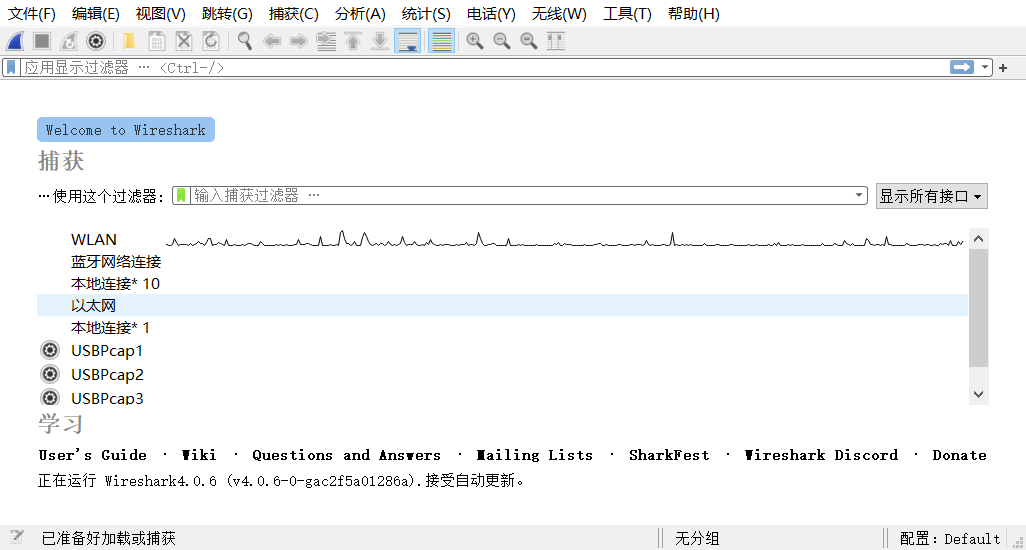 文件(F) 编辑(E) 视图(V) 跳转(G) 捕获(C) 分析(A) 统计(S) 电话(Y) 无线(W) 工具(T) 帮助(H)
应用显示过滤器 … <Ctrl-/>
Welcome to Wireshark
捕获
…使用这个过滤器: 输入捕获过滤器 … 显示所有接口
WLAN
蓝牙网络连接
本地连接* 10
以太网
本地连接* 1
USBPcap1
USBPcap2
USBPcap3
学习
User's Guide · Wiki · Questions and Answers · Mailing Lists · SharkFest · Wireshark Discord · Donate
正在运行 Wireshark4.0.6 (v4.0.6-0-gac2f5a01286a).接受自动更新。
已准备好加载或捕获 无分组 配置:Default